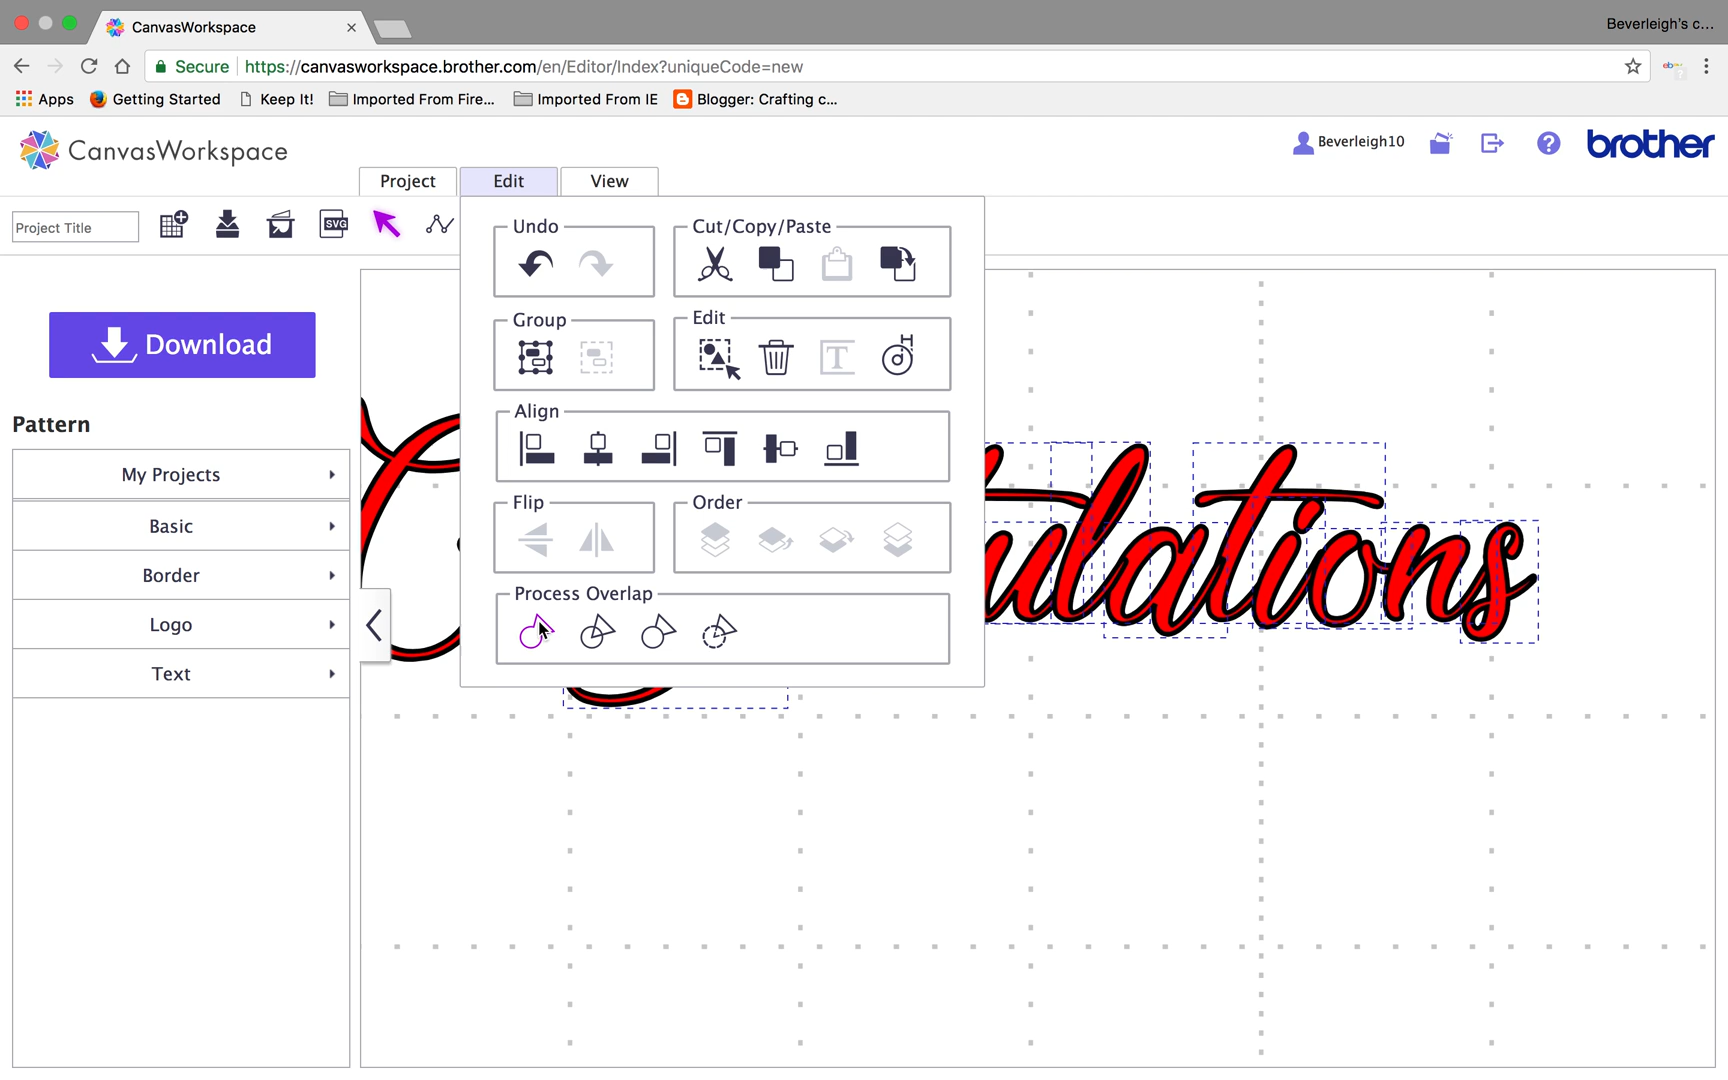 CanvasWorkspace
Beverleigh's c...
Secure
https://canvasworkspace.brother.com/en/Editor/Index?uniqueCode=new
Apps
Getting Started
Keep It!
Imported From Fire...
Imported From IE
Blogger: Crafting c...
CanvasWorkspace
Beverleigh10
brother
Project
Edit
View
Project Title
SVG
Undo
Cut/Copy/Paste
Group
Edit
T
Align
Flip
Order
Process Overlap
Download
Pattern
My Projects
Basic
Border
Logo
Text
ulations